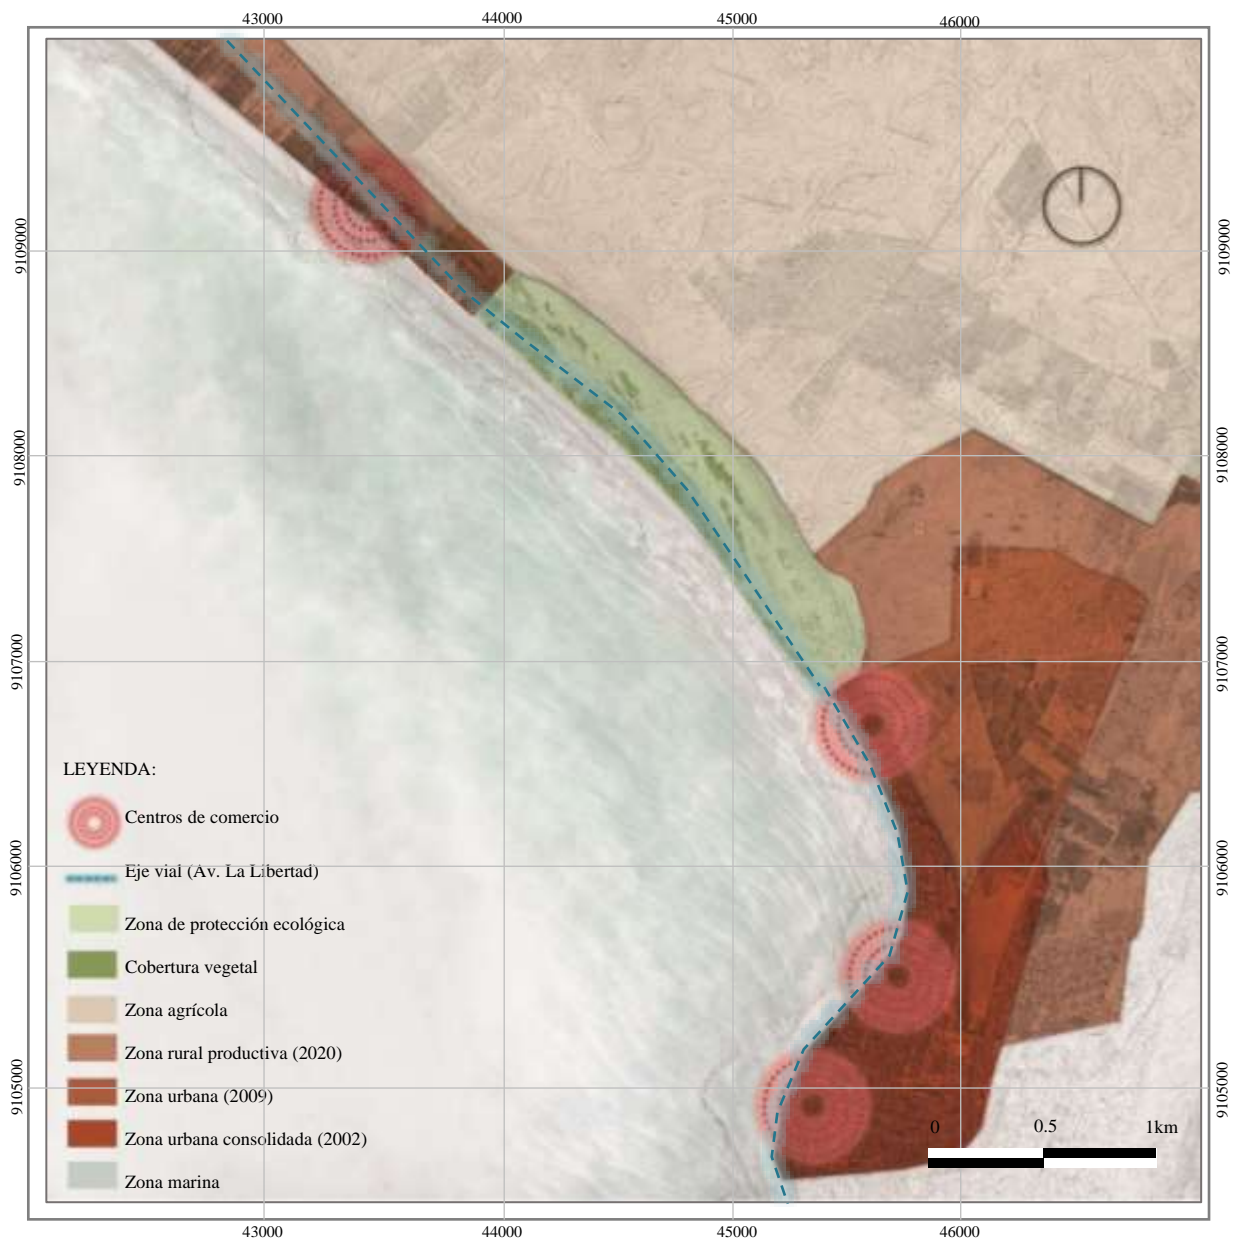 43000 44000 45000 46000
9109000 9109000
9108000 9108000
9107000 9107000
LEYENDA:
Centros de comercio
Eje vial (Av. La Libertad)
9106000 9106000
Zona de protección ecológica
Cobertura vegetal
Zona agrícola
Zona rural productiva (2020)
Zona urbana (2009)
9105000 9105000
Zona urbana consolidada (2002)
Zona marina
0 0.5 1km
43000 44000 45000 46000